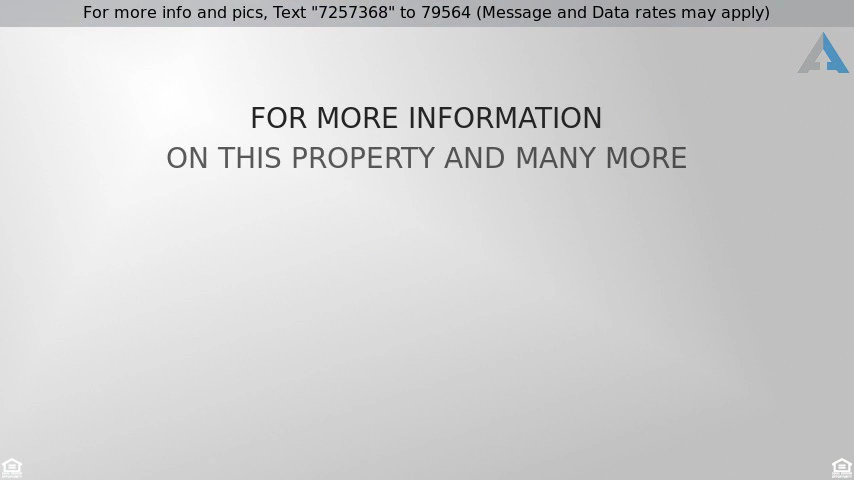 For more info and pics, Text "7257368" to 79564 (Message and Data rates may apply)
FOR MORE INFORMATION
ON THIS PROPERTY AND MANY MORE